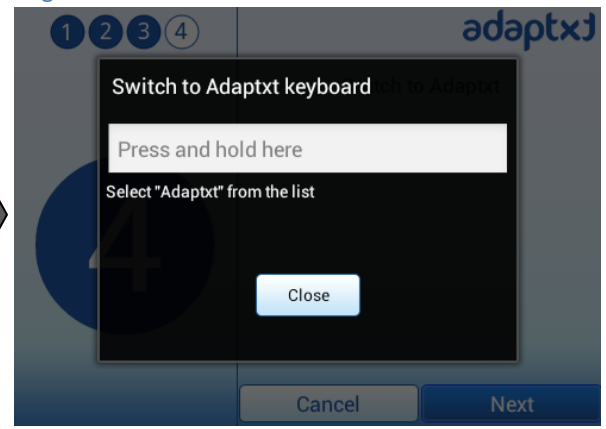 1 2 3 4
adaptxt
Switch to Adaptxt keyboard
Press and hold here
Select "Adaptxt" from the list
4
Close
Cancel
Next